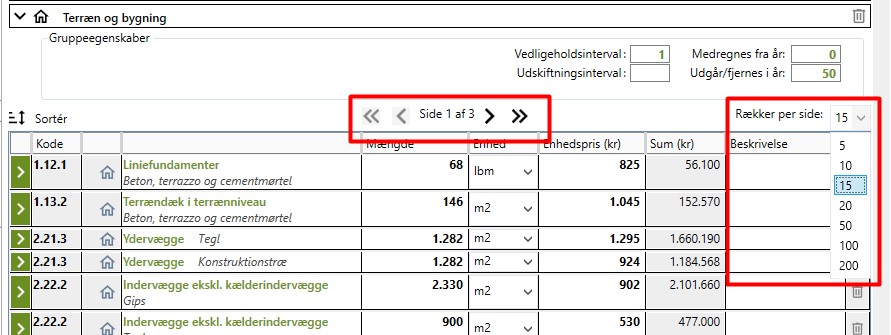 Terræn og bygning
Gruppeegenskaber
Vedligeholdsinterval: 1 Medregnes fra år: 0
Udskiftningsinterval: Udgår/fjernes i år: 50
Sortér Side 1 af 3 Rækker per side: 15
Kode Mængde Enhed Enhedspris (kr) Sum (kr) Beskrivelse
5
10
15
20
50
100
200
1.12.1 Liniefundamenter 68 lbm 825 56.100
Beton, terrazzo og cementmørtel
1.13.2 Terrændæk i terrænniveau 146 m2 1.045 152.570
Beton, terrazzo og cementmørtel
2.21.3 Ydervægge Tegl 1.282 m2 1.295 1.660.190
2.21.3 Ydervægge Konstruktionstræ 1.282 m2 924 1.184.568
2.22.2 Indervægge ekskl. kælderindervægge 2.330 m2 902 2.101.660
Gips
2.22.2 Indervægge ekskl. kælderindervægge 900 m2 530 477.000